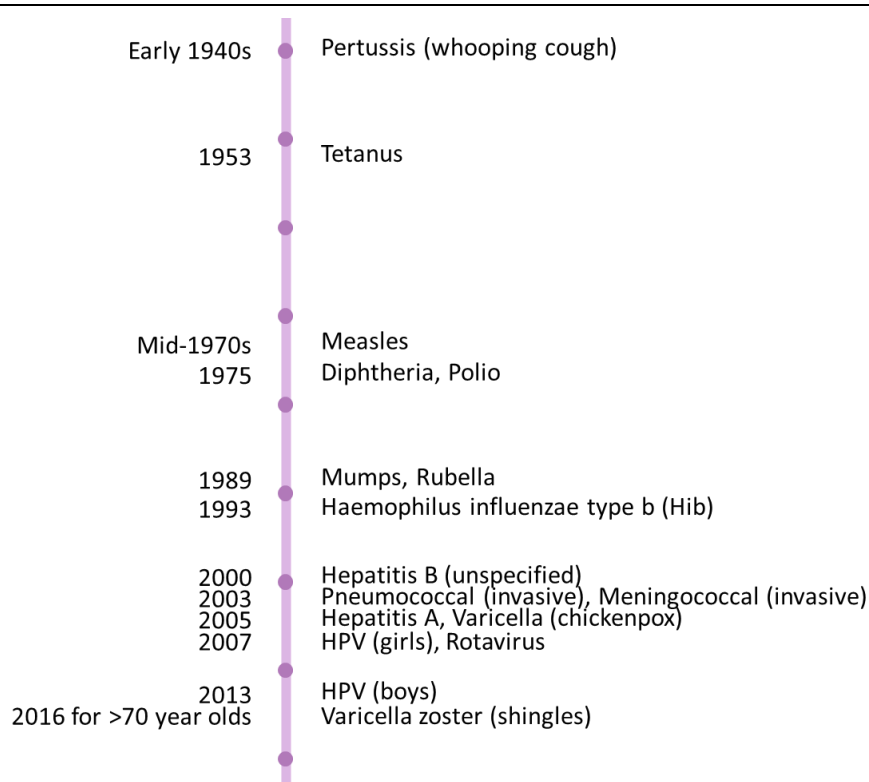 Early 1940s Pertussis (whooping cough)
1953 Tetanus
Mid-1970s Measles
1975 Diphtheria, Polio
1989 Mumps, Rubella
1993 Haemophilus influenzae type b (Hib)
2000 Hepatitis B (unspecified)
2003 Pneumococcal (invasive), Meningococcal (invasive)
2005 Hepatitis A, Varicella (chickenpox)
2007 HPV (girls), Rotavirus
2013 HPV (boys)
2016 for >70 year olds Varicella zoster (shingles)